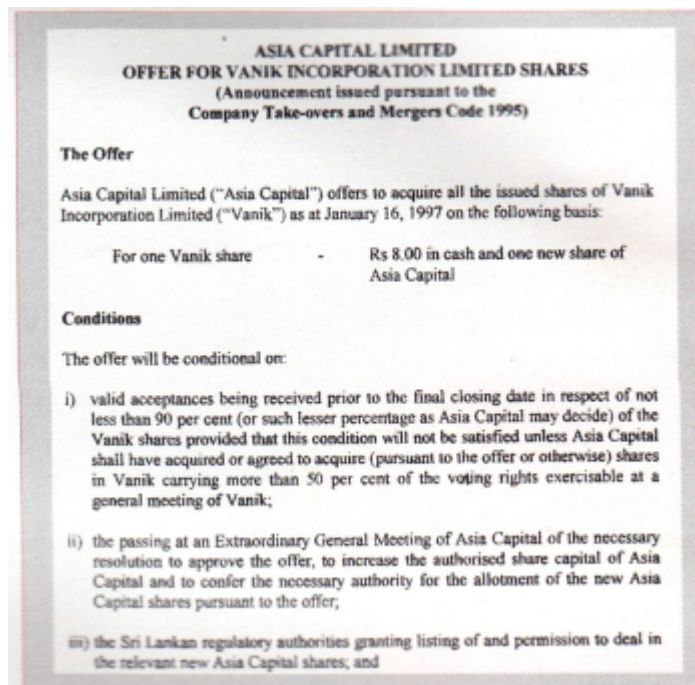 ASIA CAPITAL LIMITED
OFFER FOR VANIK INCORPORATION LIMITED SHARES
(Announcement issued pursuant to the
Company Take-overs and Mergers Code 1995)
The Offer
Asia Capital Limited ("Asia Capital") offers to acquire all the issued shares of Vanik
Incorporation Limited ("Vanik") as at January 16, 1997 on the following basis:
For one Vanik share - Rs 8.00 in cash and one new share of
Asia Capital
Conditions
The offer will be conditional on:
i) valid acceptances being received prior to the final closing date in respect of not
less than 90 per cent (or such lesser percentage as Asia Capital may decide) of the
Vanik shares provided that this condition will not be satisfied unless Asia Capital
shall have acquired or agreed to acquire (pursuant to the offer or otherwise) shares
in Vanik carrying more than 50 per cent of the voting rights exercisable at a
general meeting of Vanik;
ii) the passing at an Extraordinary General Meeting of Asia Capital of the necessary
resolution to approve the offer, to increase the authorised share capital of Asia
Capital and to confer the necessary authority for the allotment of the new Asia
Capital shares pursuant to the offer;
iii) the Sri Lankan regulatory authorities granting listing of and permission to deal in
the relevant new Asia Capital shares; and